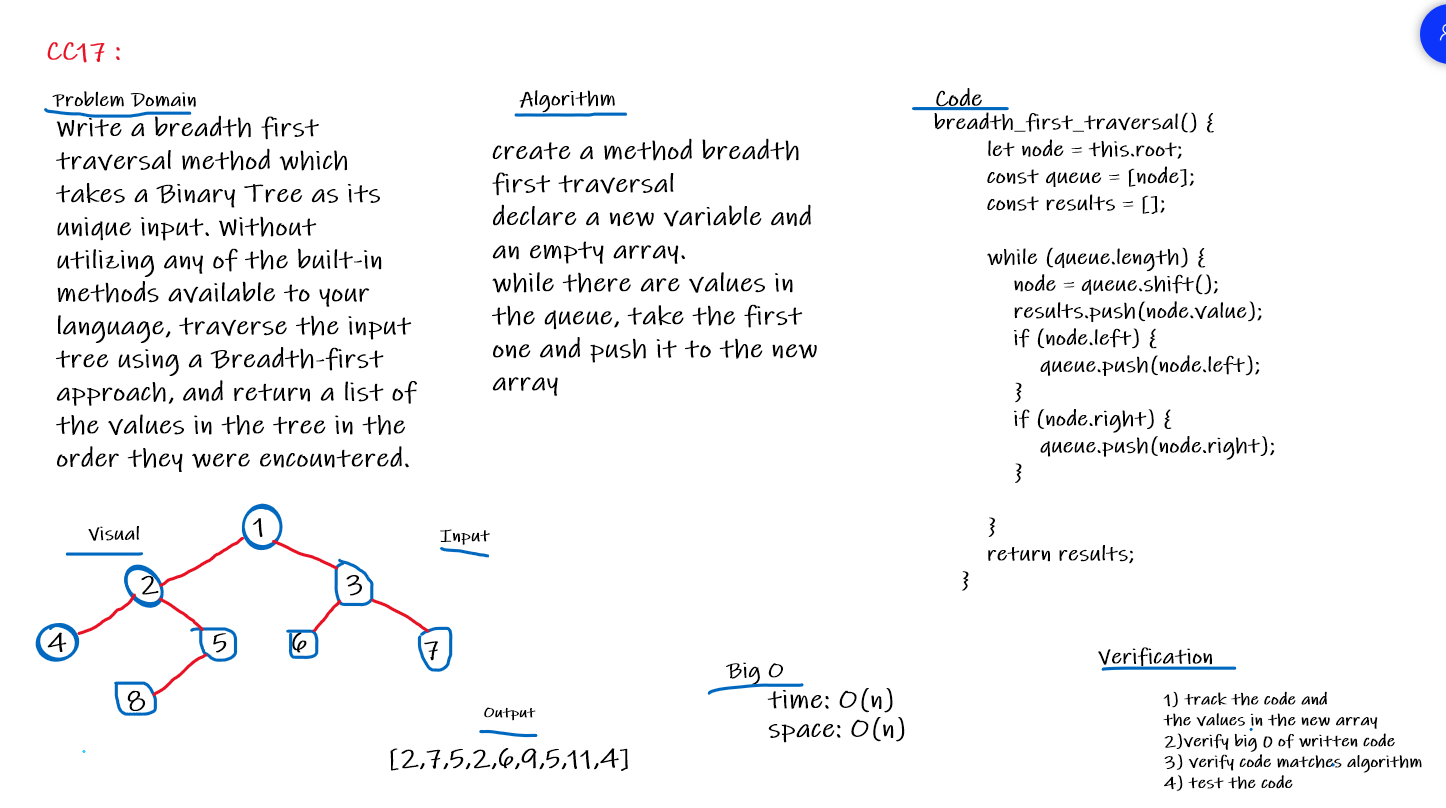 CC17 :
Problem Domain
Write a breadth first
traversal method which
takes a Binary Tree as its
unique input. Without
utilizing any of the built-in
methods available to your
language, traverse the input
tree using a Breadth-first
approach, and return a list of
the values in the tree in the
order they were encountered.
Algorithm
create a method breadth
first traversal
declare a new variable and
an empty array.
while there are values in
the queue, take the first
one and push it to the new
array
Code
breadth_first_traversal() {
let node = this.root;
const queue = [node];
const results = [];
while (queue.length) {
node = queue.shift();
results.push(node.value);
if (node.left) {
queue.push(node.left);
}
if (node.right) {
queue.push(node.right);
}
}
return results;
}
Visual
1
2
3
4
5
6
7
8
Input
Output
[2,7,5,2,6,9,5,11,4]
Big O
time: O(n)
space: O(n)
Verification
1) track the code and
the values in the new array
2)verify big O of written code
3) verify code matches algorithm
4) test the code